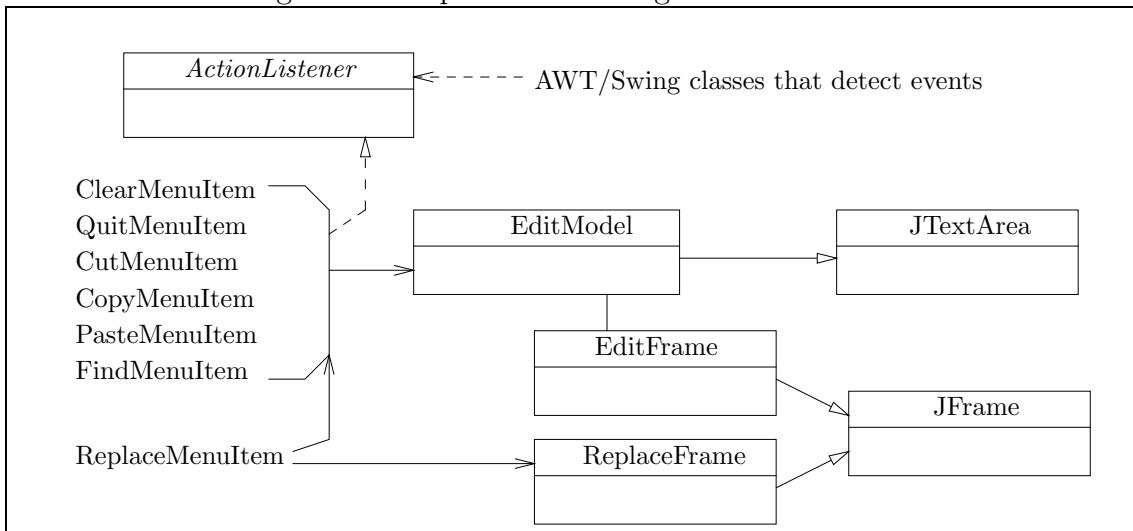 ActionListener
AWT/Swing classes that detect events
ClearMenuItem
QuitMenuItem
CutMenuItem
CopyMenuItem
PasteMenuItem
FindMenuItem
ReplaceMenuItem
EditModel
JTextArea
EditFrame
JFrame
ReplaceFrame